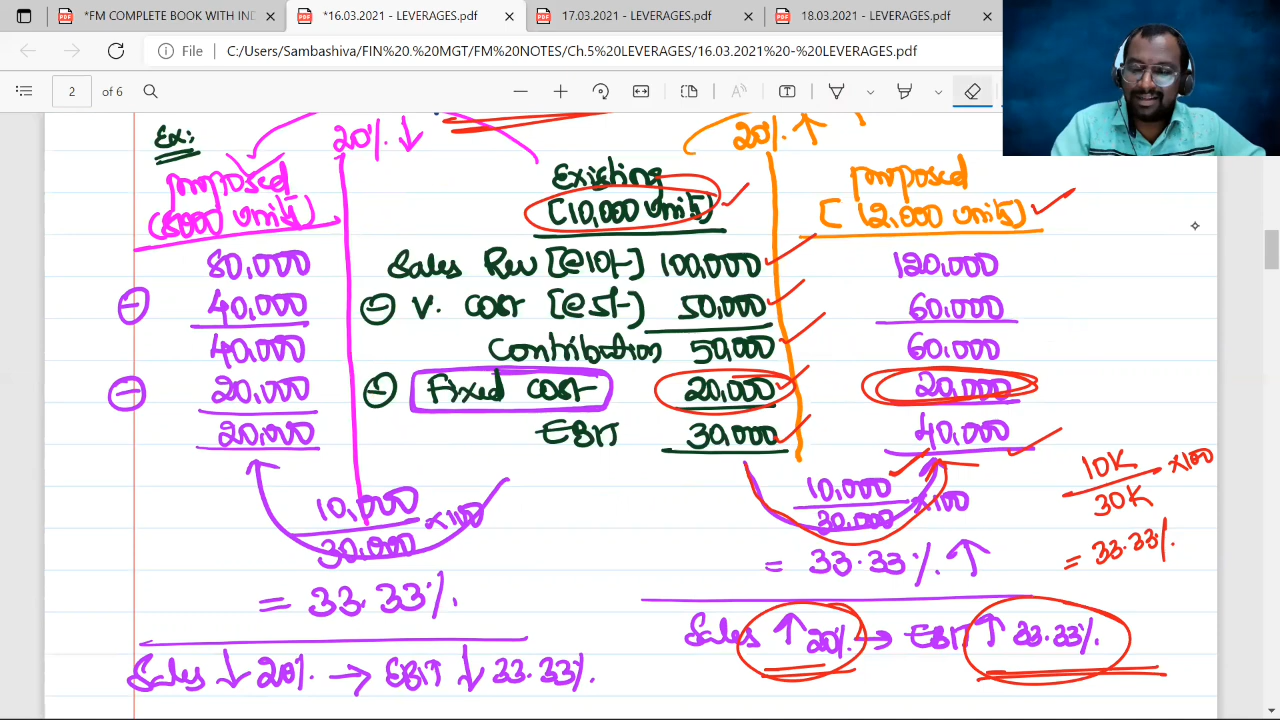 *FM COMPLETE BOOK WITH IND
*16.03.2021 - LEVERAGES.pdf
17.03.2021 - LEVERAGES.pdf
18.03.2021 - LEVERAGES.pdf
File C:/Users/Sambashiva/FIN%20.%20MGT/FM%20NOTES/Ch.5%20LEVERAGES/16.03.2021%20-%20LEVERAGES.pdf
2 of 6
Ex:
20% ↓ 20% ↑
proposed Existing proposed
(8000 Units) [10,000 Units) [12,000 Units)
80,000 Sales Rev [@10/-] 100,000 120,000
(-) 40,000 (-) V. Cost [@5/-] 50,000 60,000
40,000 Contribution 50,000 60,000
(-) 20,000 (-) Fixed Cost 20,000 20,000
20,000 EBIT 30,000 40,000
10,000 / 30,000 ×100
= 33.33%.
10,000 / 30,000 ×100
= 33.33%. ↑
10K / 30K ×100
= 33.33%.
Sales ↑ 20%. → EBIT ↑ 33.33%.
Sales ↓ 20%. → EBIT ↓ 33.33%.